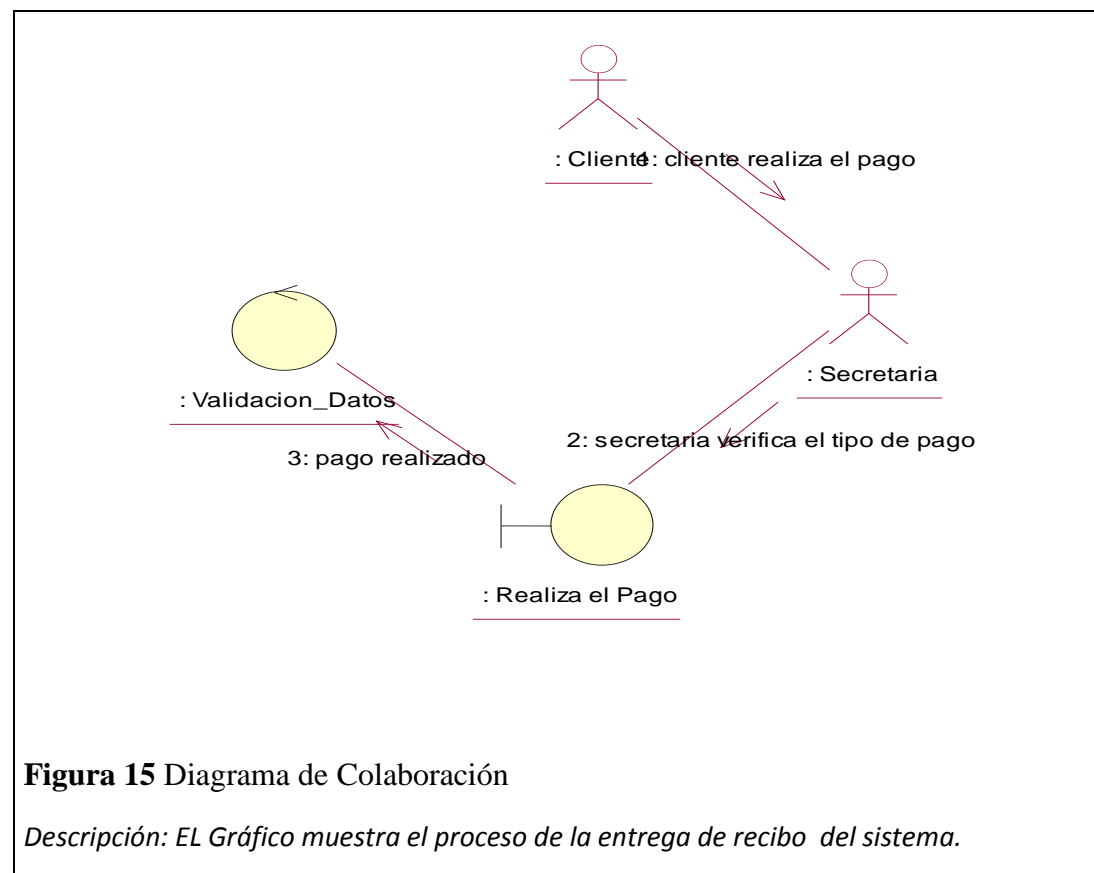 : Cliente
1: cliente realiza el pago
: Secretaria
: Validacion_Datos
2: secretaria verifica el tipo de pago
3: pago realizado
: Realiza el Pago
Figura 15 Diagrama de Colaboración
Descripción: EL Gráfico muestra el proceso de la entrega de recibo del sistema.